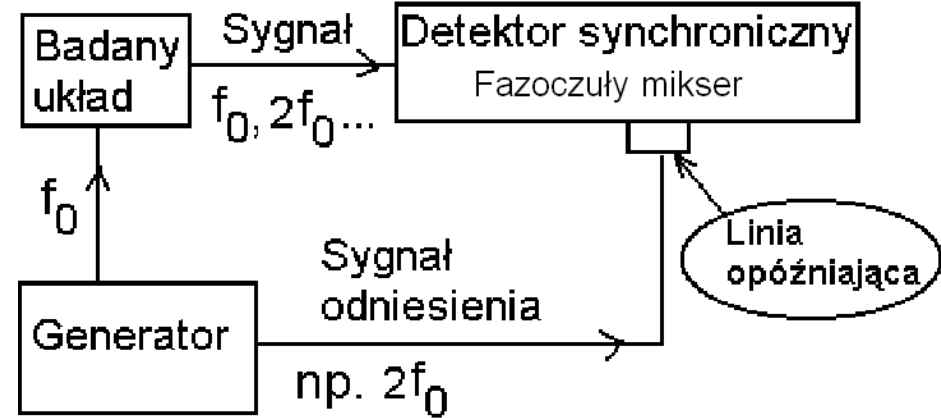 Badany
układ
Sygnał
f0, 2f0...
Detektor synchroniczny
Fazoczuły mikser
f0
Linia
opóźniająca
Sygnał
odniesienia
Generator
np. 2f0